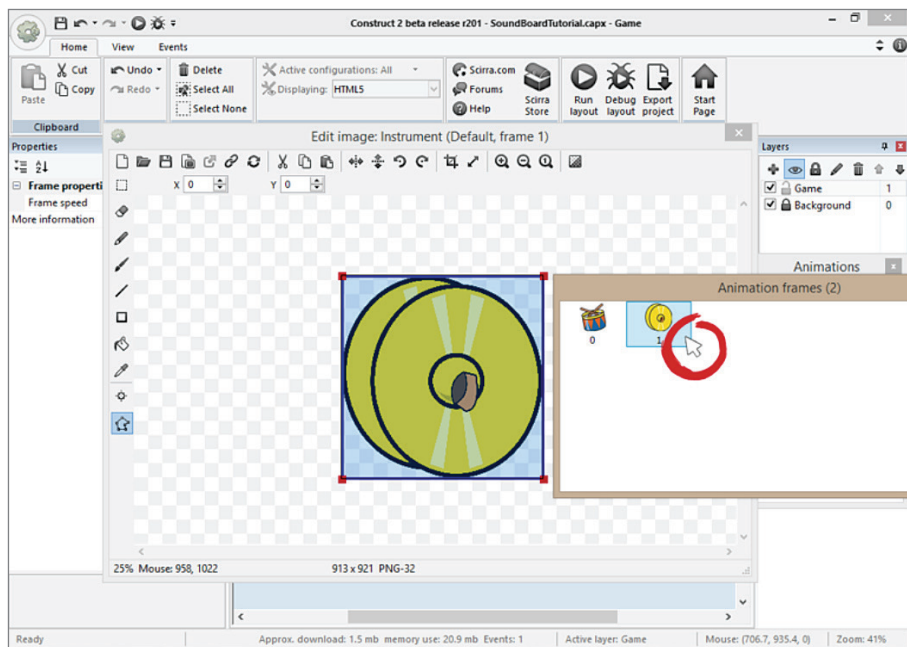 Construct 2 beta release r201 - SoundBoardTutorial.capx - Game
Home View Events
Paste
Cut
Copy
Clipboard
Undo
Redo
Delete
Select All
Select None
Active configurations: All
Displaying: HTML5
Scirra.com
Forums
Help
Scirra Store
Run layout
Debug layout
Export project
Start Page
Properties
Frame properti
Frame speed
More information
Edit image: Instrument (Default, frame 1)
X 0 Y 0
25% Mouse: 958, 1022 913 x 921 PNG-32
Layers
Game 1
Background 0
Animations
Animation frames (2)
0 1
Ready Approx. download: 1.5 mb memory use: 20.9 mb Events: 1 Active layer: Game Mouse: (706.7, 935.4, 0) Zoom: 41%